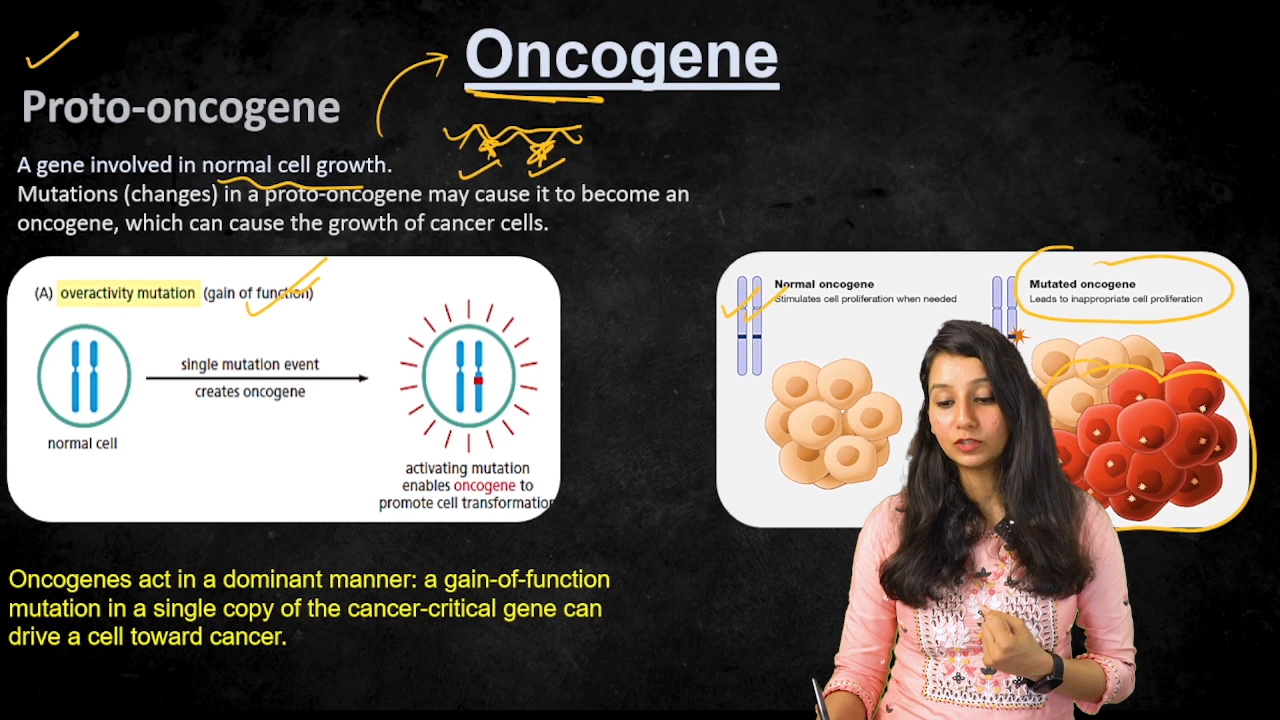 Oncogene
Proto-oncogene
A gene involved in normal cell growth.
Mutations (changes) in a proto-oncogene may cause it to become an
oncogene, which can cause the growth of cancer cells.
(A) overactivity mutation (gain of function)
single mutation event
creates oncogene
normal cell
activating mutation
enables oncogene to
promote cell transformation
Normal oncogene
Stimulates cell proliferation when needed
Mutated oncogene
Leads to inappropriate cell proliferation
Oncogenes act in a dominant manner: a gain-of-function
mutation in a single copy of the cancer-critical gene can
drive a cell toward cancer.